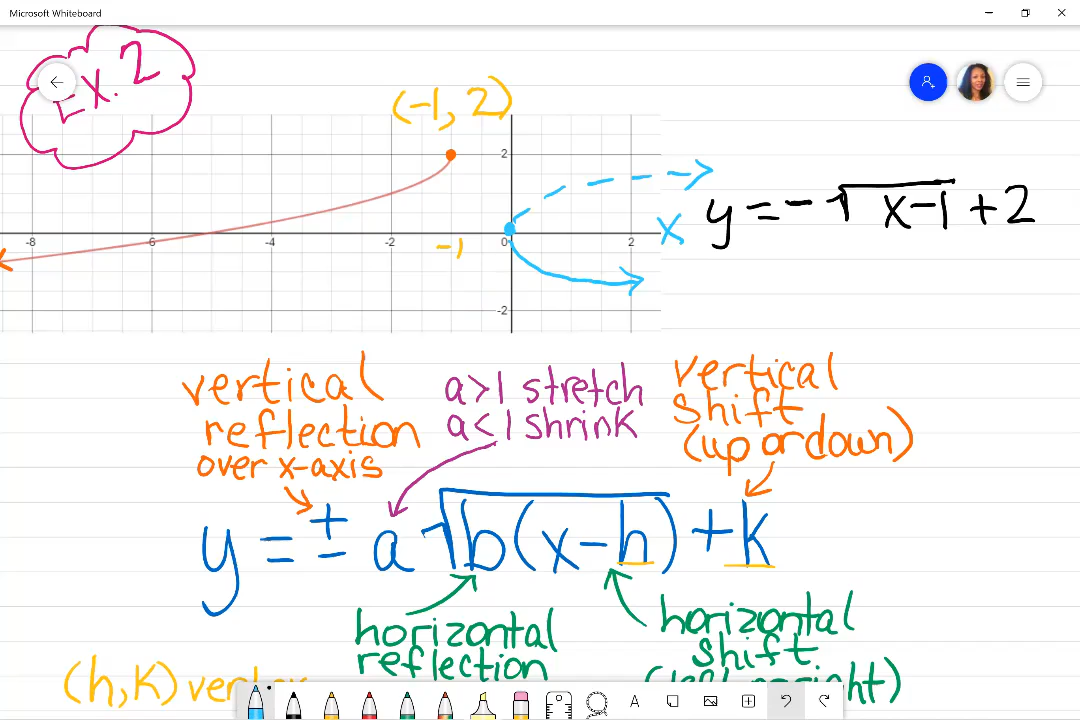 Microsoft Whiteboard
Ex. 2
(-1, 2)
2
-8 -6 -4 -2 0 2
-1
-2
x
y = -√x-1 + 2
vertical
reflection
over x-axis
a>1 stretch
a<1 shrink
vertical
shift
(up or down)
y = ± a √b(x-h) + k
horizontal
reflection
horizontal
shift
(h,k) vertex
A